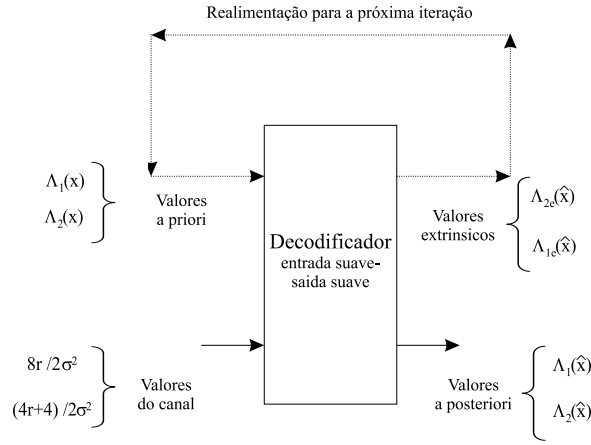 Realimentação para a próxima iteração
Λ₁(x)
Λ₂(x)
Valores
a priori
Decodificador
entrada suave-
saida suave
Valores
extrinsicos
Λ₂ₑ(x̂)
Λ₁ₑ(x̂)
8r /2σ²
(4r+4) /2σ²
Valores
do canal
Valores
a posteriori
Λ₁(x̂)
Λ₂(x̂)